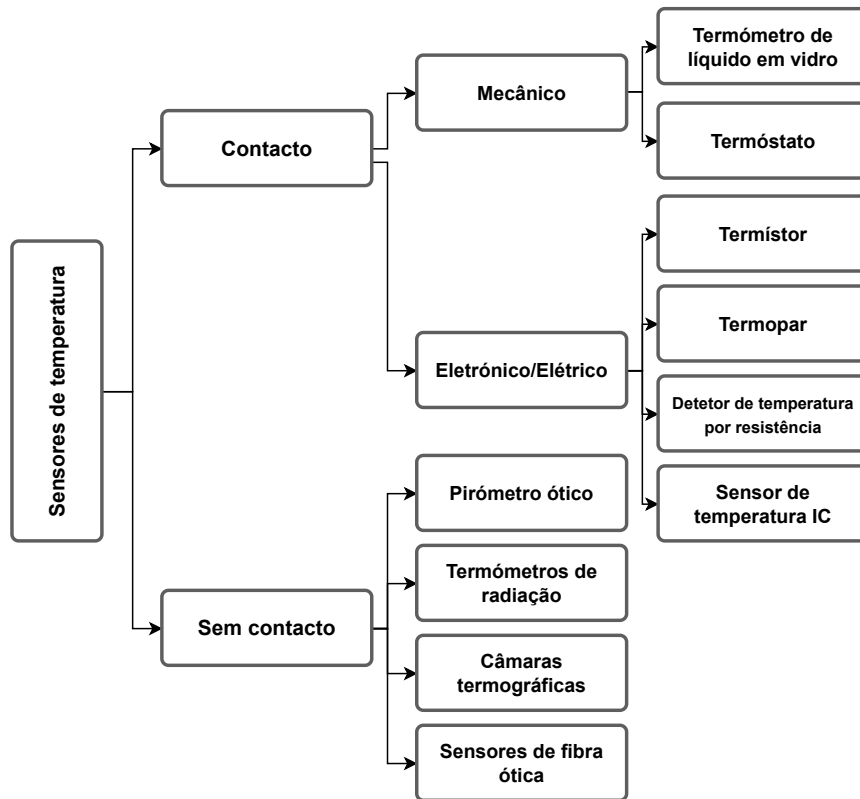 Sensores de temperatura
Contacto
Mecânico
Termómetro de
líquido em vidro
Termóstato
Eletrónico/Elétrico
Termístor
Termopar
Detetor de temperatura
por resistência
Sensor de
temperatura IC
Sem contacto
Pirómetro ótico
Termómetros de
radiação
Câmaras
termográficas
Sensores de fibra
ótica